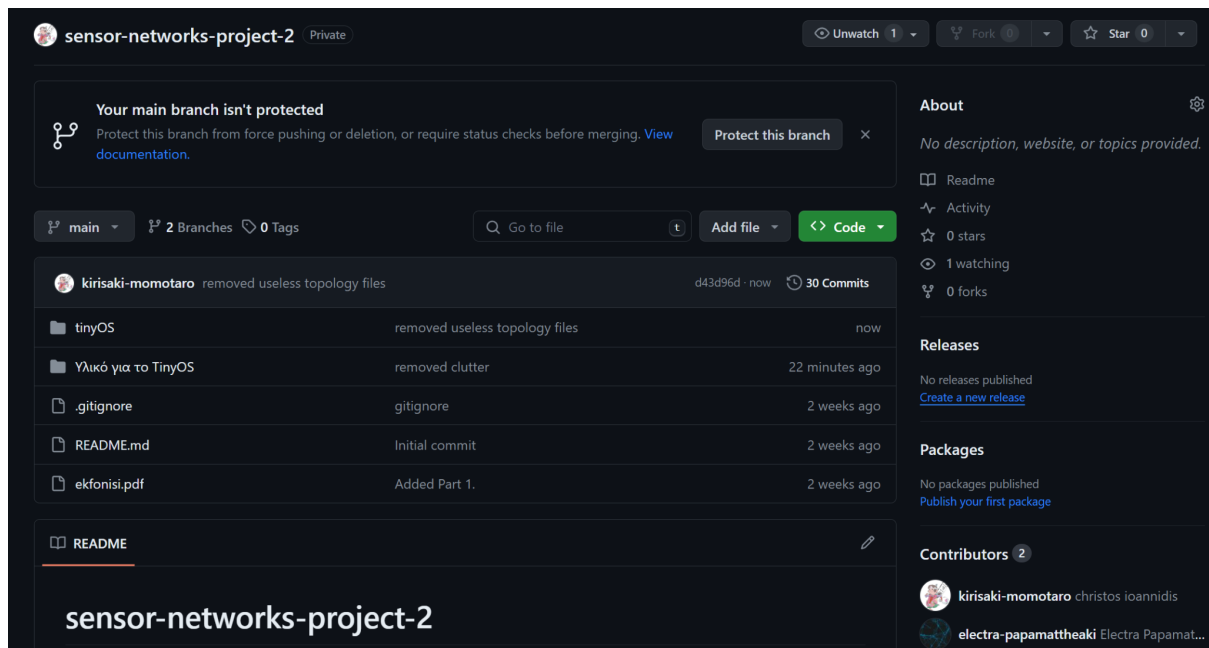 sensor-networks-project-2 Private
Unwatch 1
Fork 0
Star 0
Your main branch isn't protected
Protect this branch from force pushing or deletion, or require status checks before merging. View
documentation.
Protect this branch
main
2 Branches
0 Tags
Go to file
t
Add file
<> Code
kirisaki-momotaro removed useless topology files d43d96d · now 30 Commits
tinyOS removed useless topology files now
Υλικό για το TinyOS removed clutter 22 minutes ago
.gitignore gitignore 2 weeks ago
README.md Initial commit 2 weeks ago
ekfonisi.pdf Added Part 1. 2 weeks ago
README
sensor-networks-project-2
About
No description, website, or topics provided.
Readme
Activity
0 stars
1 watching
0 forks
Releases
No releases published
Create a new release
Packages
No packages published
Publish your first package
Contributors 2
kirisaki-momotaro christos ioannidis
electra-papamattheaki Electra Papamat...